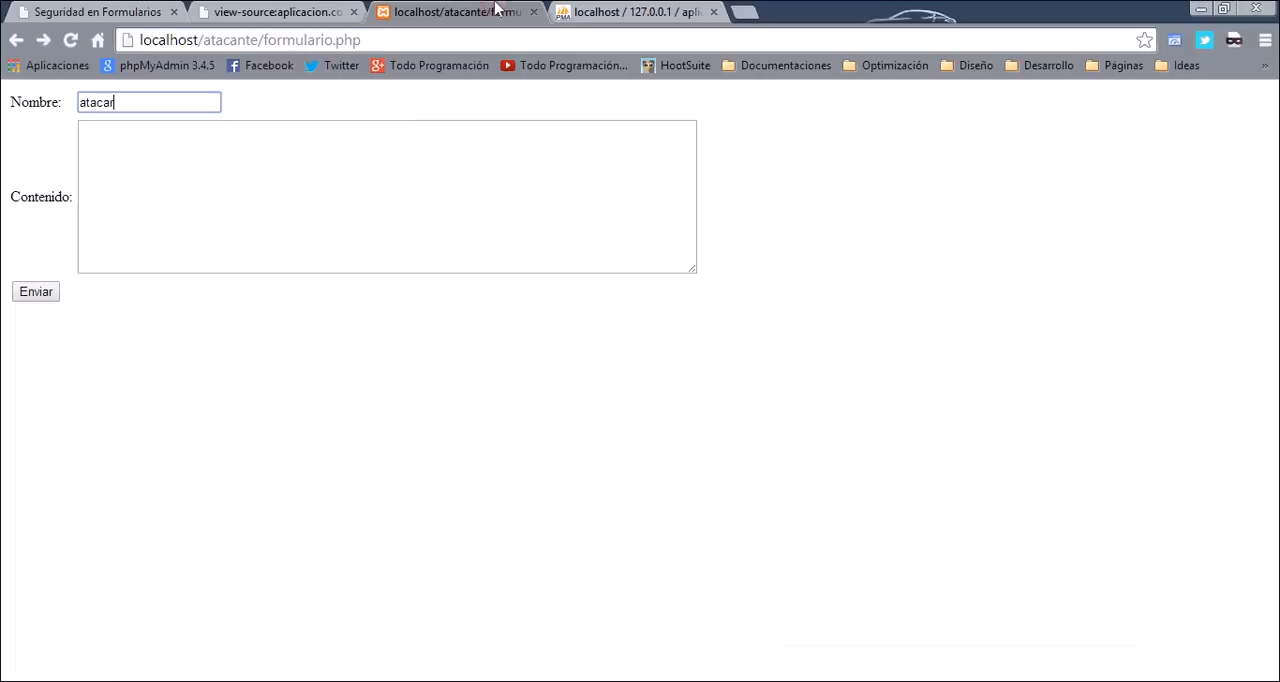 Seguridad en Formularios
view-source:aplicacion.co
localhost/atacante/formu
localhost / 127.0.0.1 / apli
localhost/atacante/formulario.php
Aplicaciones phpMyAdmin 3.4.5 Facebook Twitter Todo Programación Todo Programación... HootSuite Documentaciones Optimización Diseño Desarrollo Páginas Ideas »
Nombre: atacar
Contenido:
Enviar